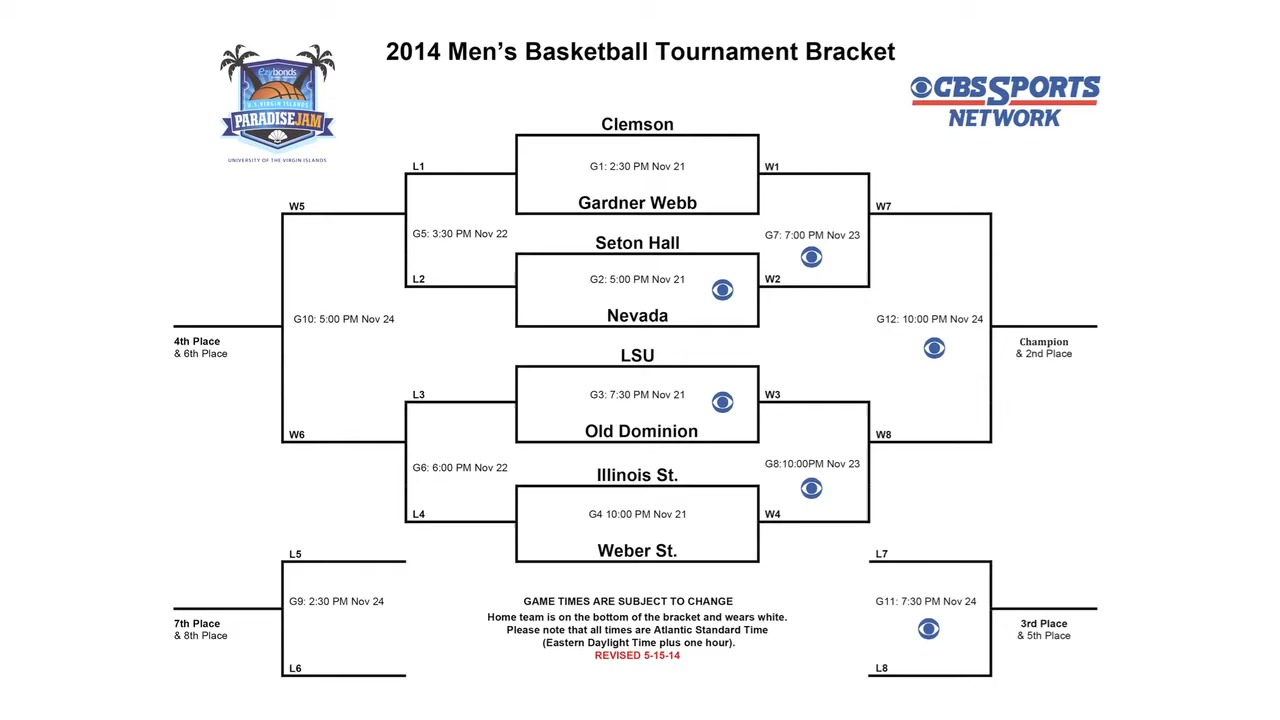 2014 Men's Basketball Tournament Bracket
ezybonds
U.S. VIRGIN ISLANDS
PARADISE JAM
UNIVERSITY OF THE VIRGIN ISLANDS
CBS SPORTS
NETWORK
Clemson
L1
G1: 2:30 PM Nov 21
W1
Gardner Webb
W5
W7
G5: 3:30 PM Nov 22
Seton Hall
G7: 7:00 PM Nov 23
L2
G2: 5:00 PM Nov 21
W2
Nevada
G10: 5:00 PM Nov 24
G12: 10:00 PM Nov 24
4th Place
& 6th Place
Champion
& 2nd Place
LSU
L3
G3: 7:30 PM Nov 21
W3
Old Dominion
W6
W8
G6: 6:00 PM Nov 22
Illinois St.
G8:10:00PM Nov 23
L4
G4 10:00 PM Nov 21
W4
Weber St.
L5
L7
G9: 2:30 PM Nov 24
GAME TIMES ARE SUBJECT TO CHANGE
G11: 7:30 PM Nov 24
Home team is on the bottom of the bracket and wears white.
Please note that all times are Atlantic Standard Time
(Eastern Daylight Time plus one hour).
REVISED 5-15-14
7th Place
& 8th Place
3rd Place
& 5th Place
L6
L8